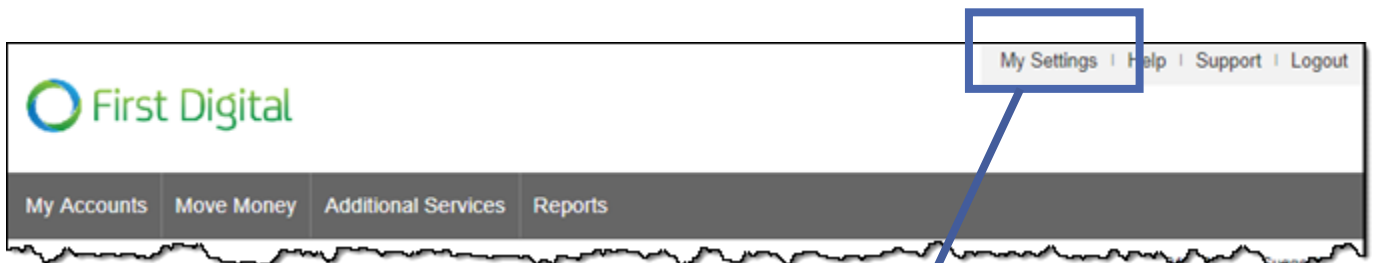 My Settings | Help | Support | Logout
First Digital
My Accounts Move Money Additional Services Reports